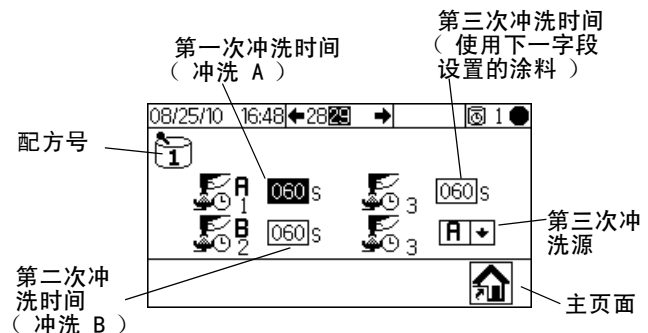 第一次冲洗时间
（ 冲洗 A ）
第三次冲洗时间
（ 使用下一字段
设置的涂料 ）
08/25/10 16:48 28 29 1
配方号
1
A 1 060 s
3 060 s
B 2 060 s
3 A
第三次冲
洗源
第二次冲
洗时间
（ 冲洗 B ）
主页面